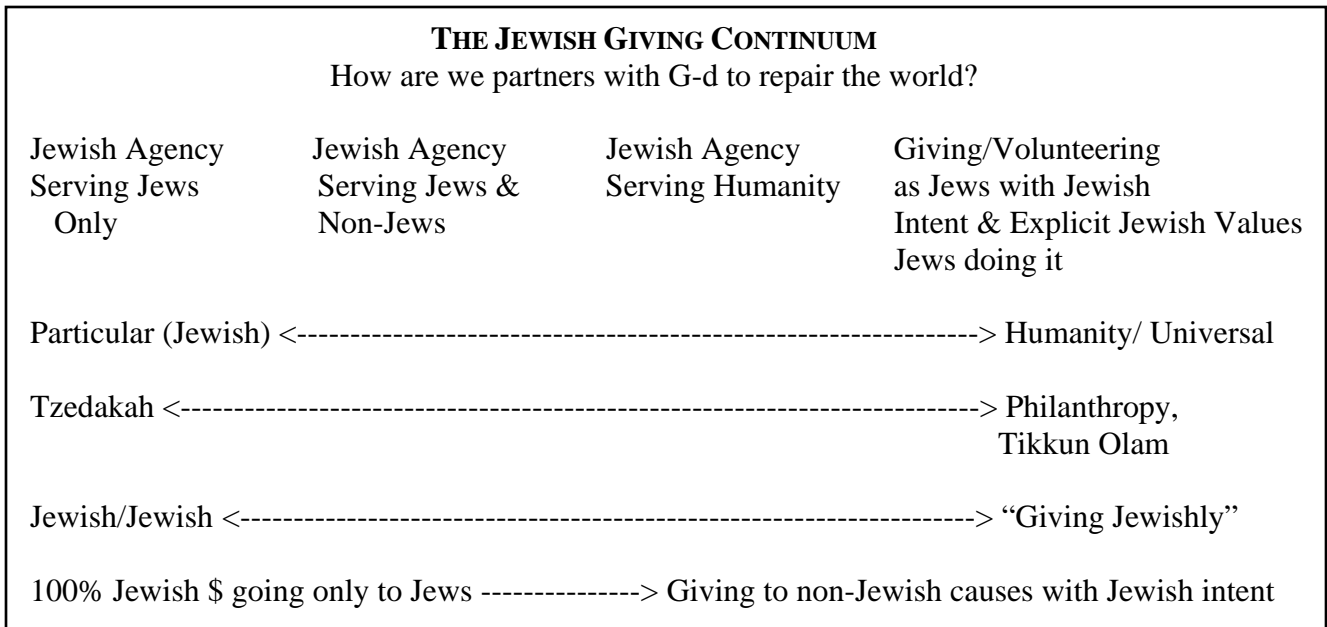 THE JEWISH GIVING CONTINUUM
How are we partners with G-d to repair the world?
Jewish Agency Jewish Agency Jewish Agency Giving/Volunteering
Serving Jews Serving Jews & Serving Humanity as Jews with Jewish
Only Non-Jews Intent & Explicit Jewish Values
Jews doing it
Particular (Jewish) <----------------------------------------------------------------> Humanity/ Universal
Tzedakah <---------------------------------------------------------------------------> Philanthropy,
Tikkun Olam
Jewish/Jewish <---------------------------------------------------------------------> “Giving Jewishly”
100% Jewish $ going only to Jews ---------------> Giving to non-Jewish causes with Jewish intent